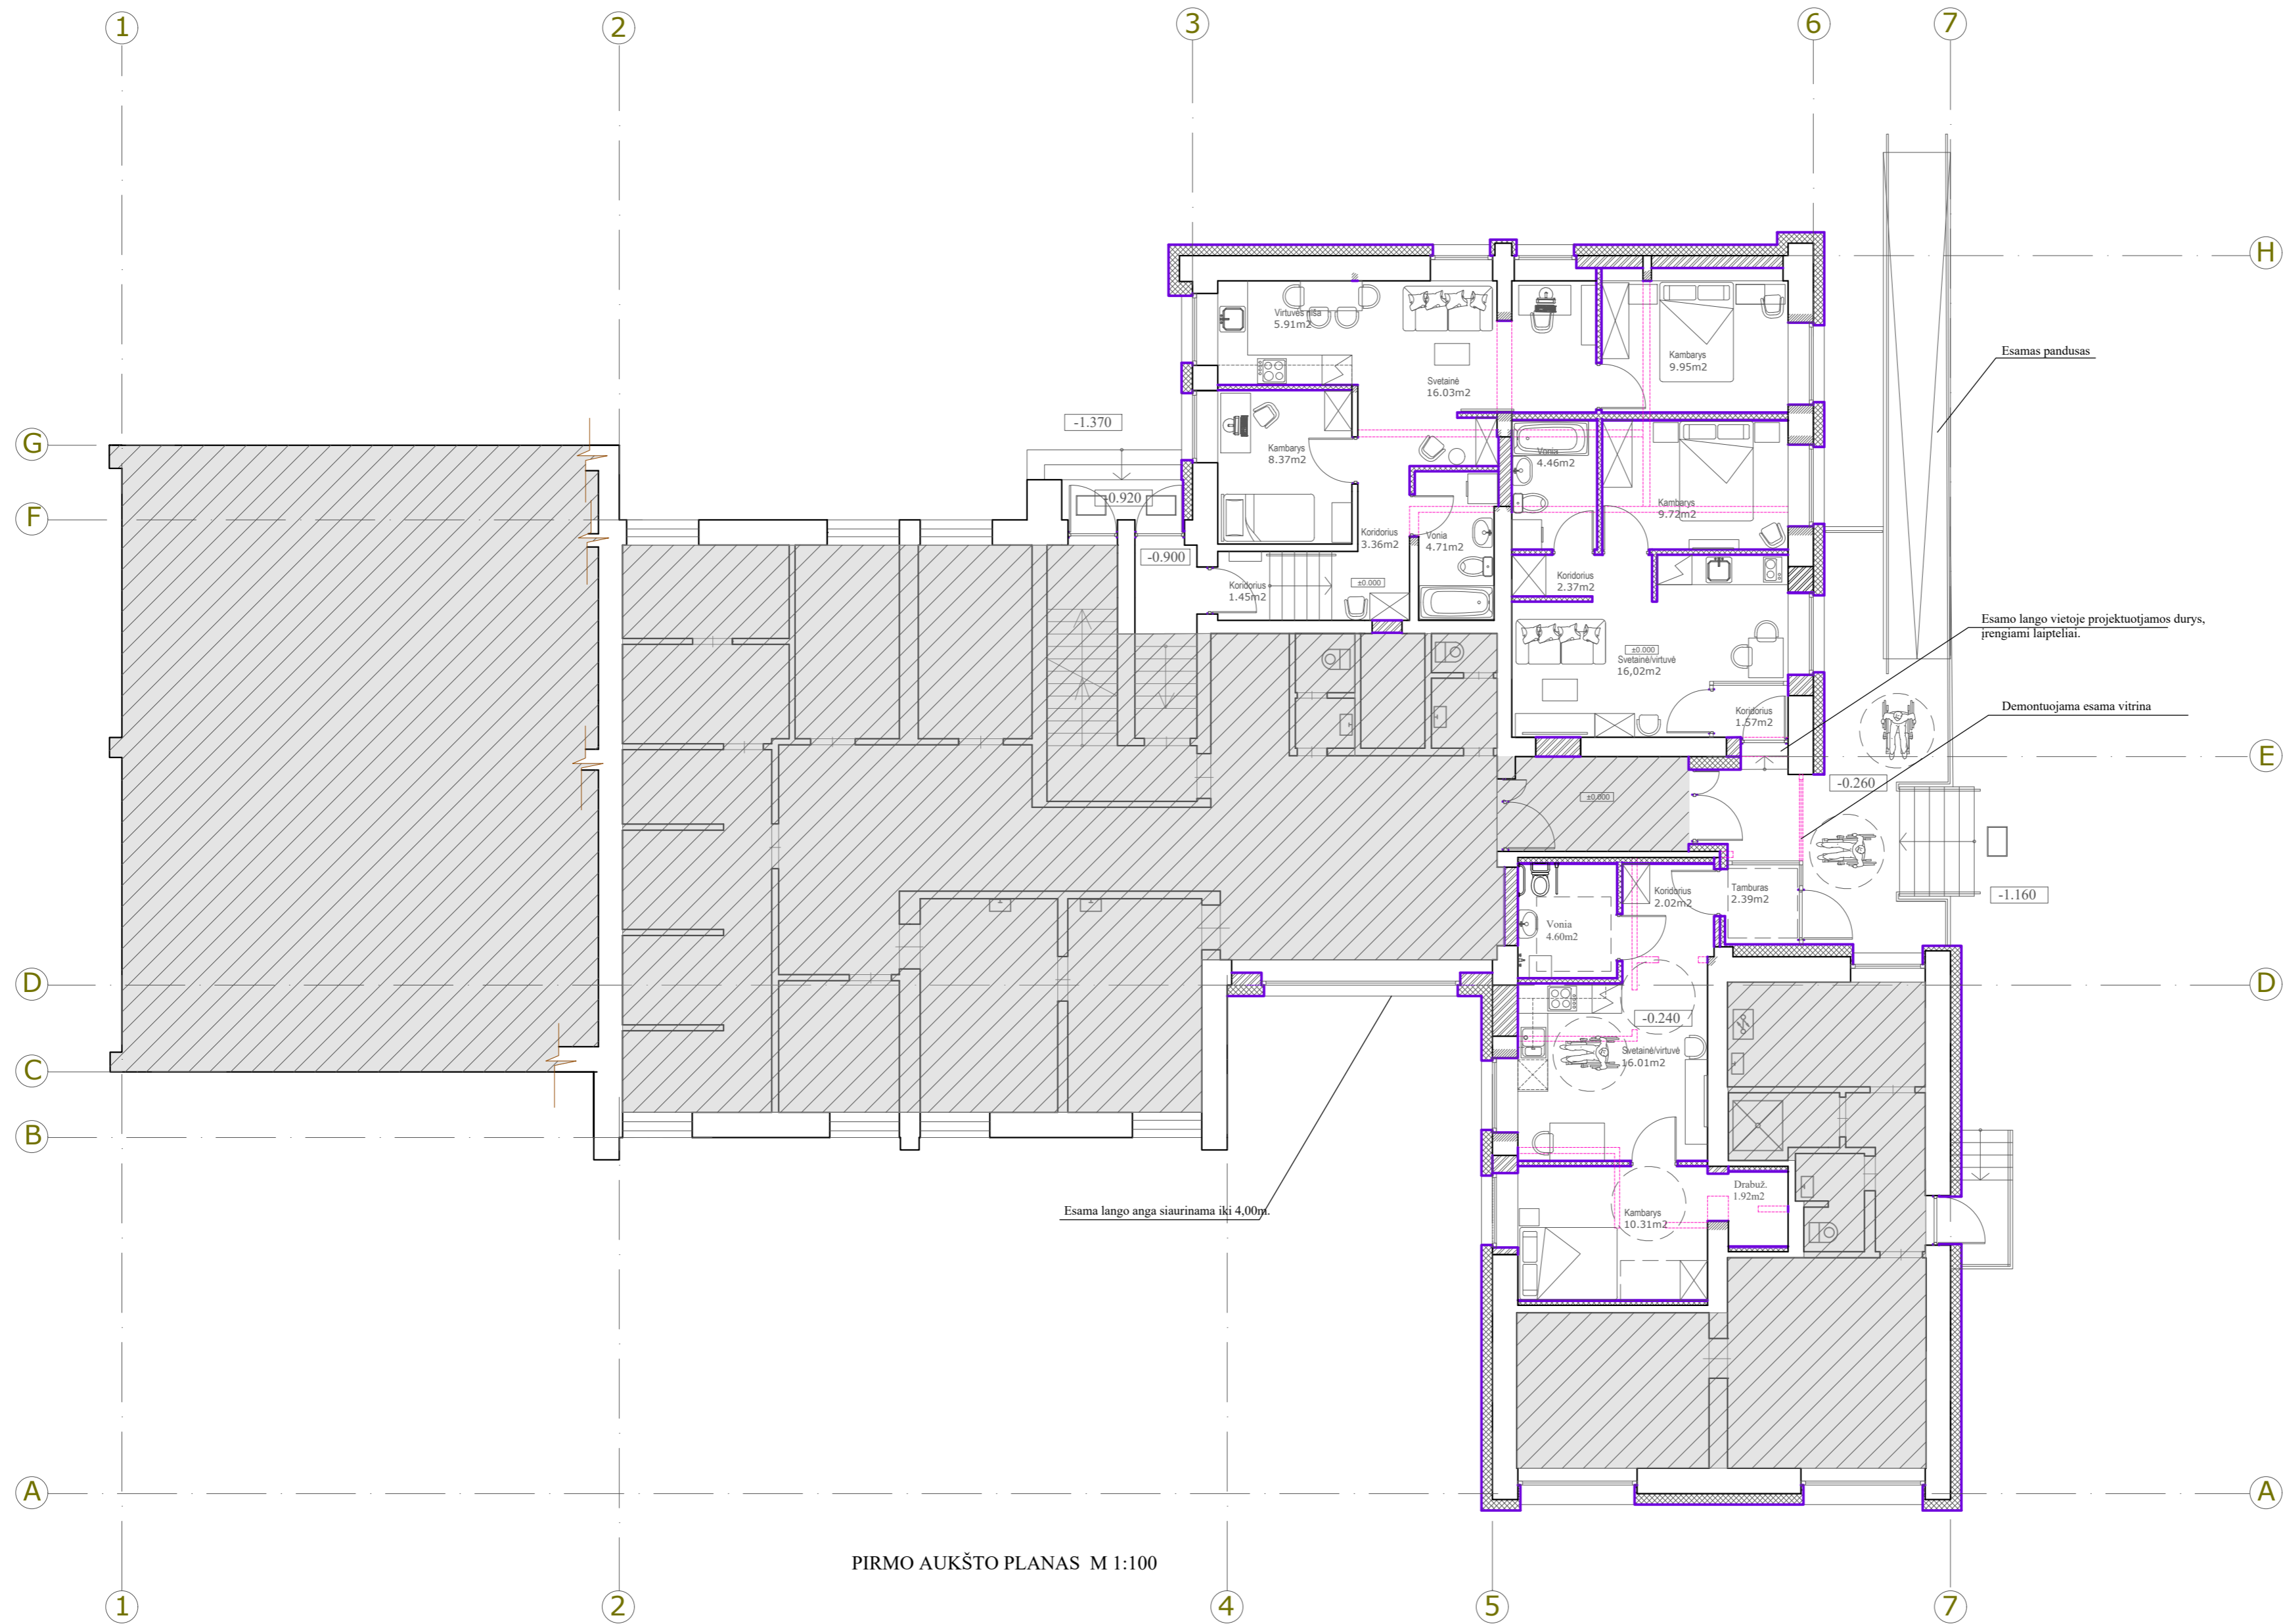 1
2
3
6
7
H
Virtuvės niša
5.91m2
Svetainė
16.03m2
Kambarys
9.95m2
Esamas pandusas
-1.370
G
G
Kambarys
8.37m2
Vonia
4.46m2
Kambarys
9.72m2
-0.920
F
F
-0.900
Koridorius
3.36m2
Vonia
4.71m2
Koridorius
1.45m2
±0.000
Koridorius
2.37m2
Esamo lango vietoje projektuotjamos durys,
įrengiami laipteliai.
±0.000
Svetainė/virtuvė
16,02m2
Koridorius
1.57m2
Demontuojama esama vitrina
E
-0.260
±0.000
Koridorius
2.02m2
Tamburas
2.39m2
-1.160
Vonia
4.60m2
D
D
-0.240
Svetainė/virtuvė
16.01m2
C
C
B
B
Drabuž.
1.92m2
Kambarys
10.31m2
Esama lango anga siaurinama iki 4,00m.
A
A
PIRMO AUKŠTO PLANAS M 1:100
1
2
4
5
7